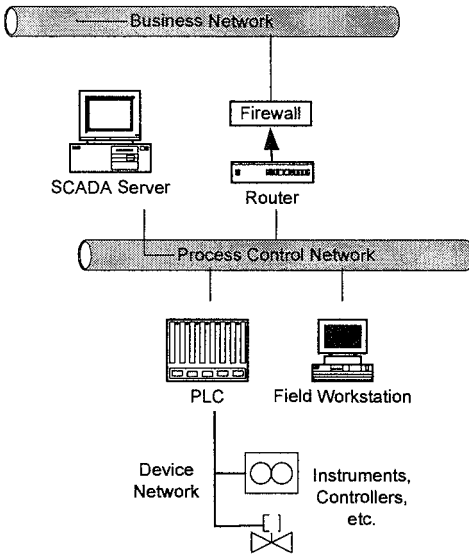 Business Network
Firewall
SCADA Server
Router
Process Control Network
PLC
Field Workstation
Device
Network
Instruments,
Controllers,
etc.